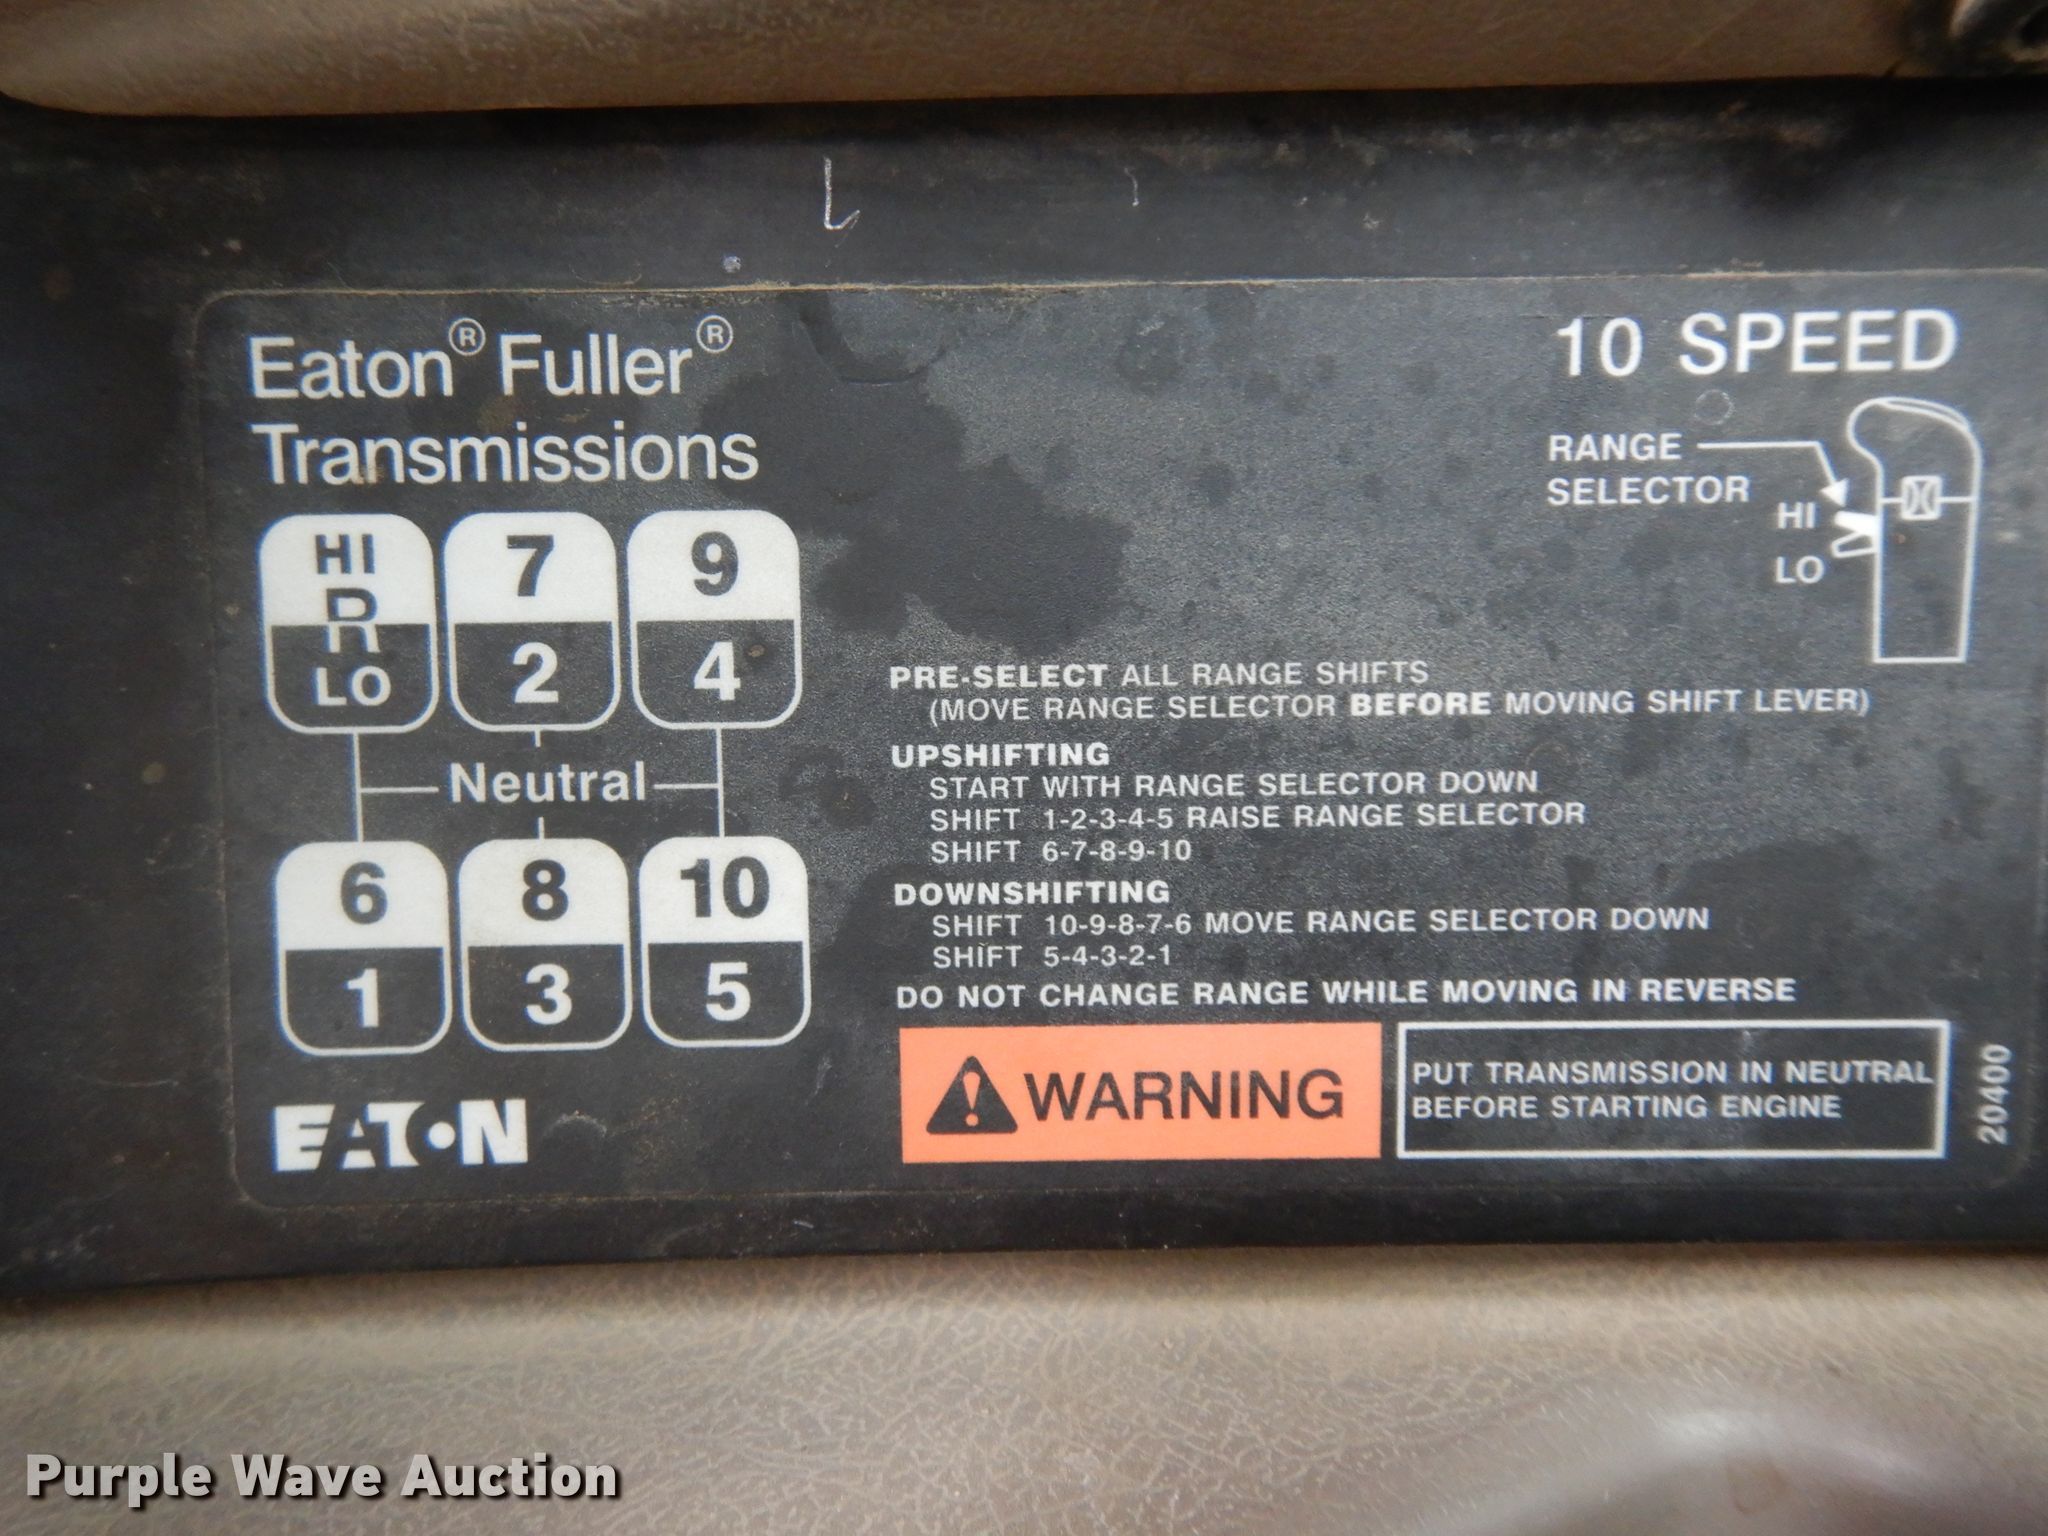 Eaton® Fuller®
Transmissions
10 SPEED
RANGE
SELECTOR
HI
LO
HI
R
LO
7
2
9
4
Neutral
6
1
8
3
10
5
EATON
PRE-SELECT ALL RANGE SHIFTS
(MOVE RANGE SELECTOR BEFORE MOVING SHIFT LEVER)
UPSHIFTING
START WITH RANGE SELECTOR DOWN
SHIFT 1-2-3-4-5 RAISE RANGE SELECTOR
SHIFT 6-7-8-9-10
DOWNSHIFTING
SHIFT 10-9-8-7-6 MOVE RANGE SELECTOR DOWN
SHIFT 5-4-3-2-1
DO NOT CHANGE RANGE WHILE MOVING IN REVERSE
WARNING
PUT TRANSMISSION IN NEUTRAL
BEFORE STARTING ENGINE
20400
Purple Wave Auction